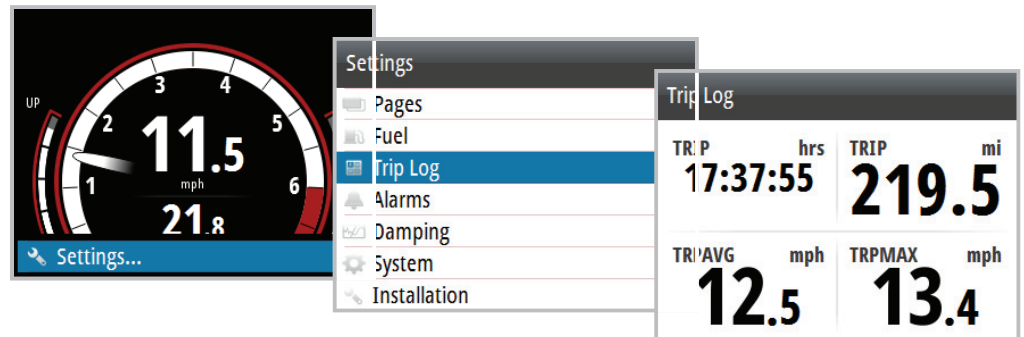 UP
1
2
3
4
5
6
11.5
mph
21.8
Settings...
Settings
Pages
Fuel
Trip Log
Alarms
Damping
System
Installation
Trip Log
TRIP hrs
17:37:55
TRIP mi
219.5
TRPAVG mph
12.5
TRPMAX mph
13.4